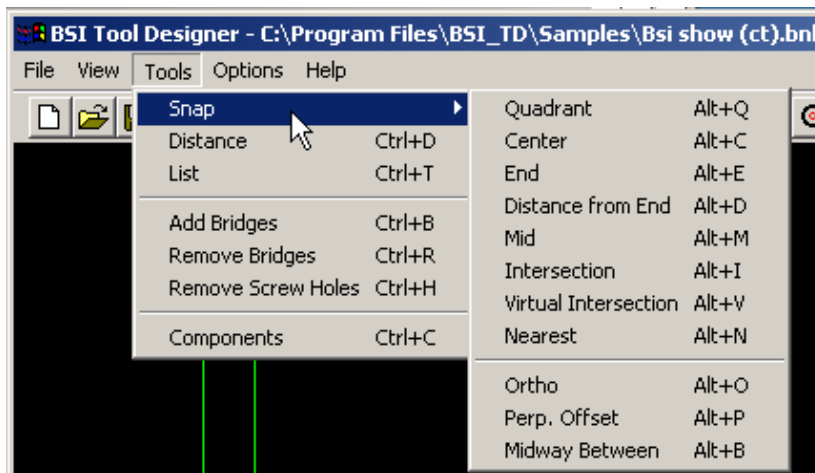 BSI Tool Designer - C:\Program Files\BSI_TD\Samples\Bsi show (ct).bnl
File View Tools Options Help
Snap
Distance Ctrl+D
List Ctrl+T
Add Bridges Ctrl+B
Remove Bridges Ctrl+R
Remove Screw Holes Ctrl+H
Components Ctrl+C
Quadrant Alt+Q
Center Alt+C
End Alt+E
Distance from End Alt+D
Mid Alt+M
Intersection Alt+I
Virtual Intersection Alt+V
Nearest Alt+N
Ortho Alt+O
Perp. Offset Alt+P
Midway Between Alt+B